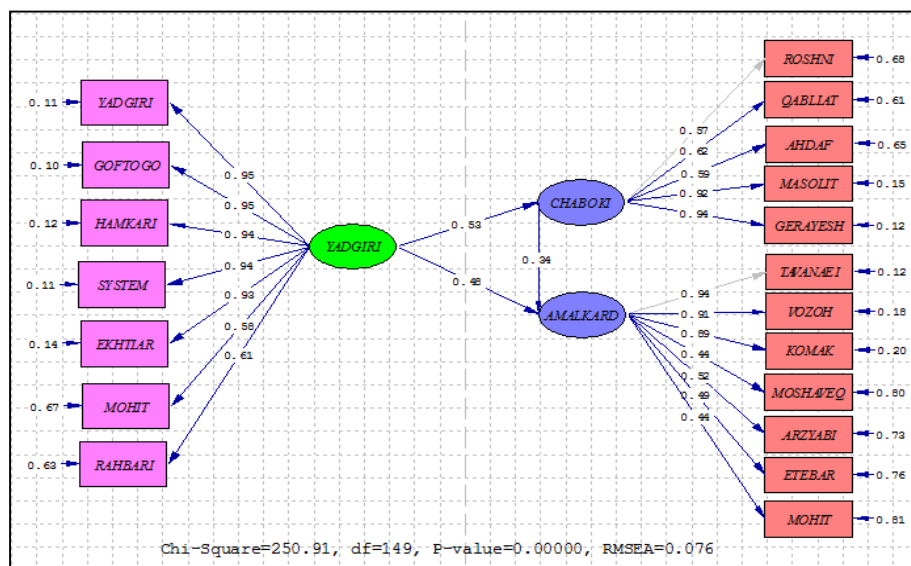 0.11 YADGIRI
0.10 GOFTOGO
0.12 HAMKARI
0.11 SYSTEM
0.14 EKHTIAR
0.67 MOHIT
0.63 RAHBARI
0.95
0.95
0.94
0.94
0.93
0.58
0.61
YADGIRI
0.53
0.48
CHABOKI
0.34
AMALKARD
0.57
0.62
0.59
0.92
0.94
0.94
0.91
0.89
0.44
0.52
0.49
0.44
ROSHNI 0.68
QABLIAT 0.61
AHDAF 0.65
MASOLIT 0.15
GERAYESH 0.12
TAVANAEI 0.12
VOZOH 0.18
KOMAK 0.20
MOSHAVEQ 0.80
ARZYABI 0.73
ETEBAR 0.76
MOHIT 0.81
Chi-Square=250.91, df=149, P-value=0.00000, RMSEA=0.076